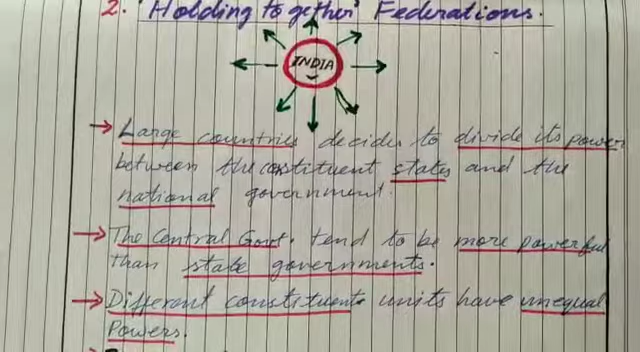 2. 'Holding together' Federations.
INDIA
→ Large countries decides to divide its power
between the constituent states and the
national government.
→ The Central Govt. tend to be more powerful
than state governments.
→ Different constituents units have unequal
Powers.